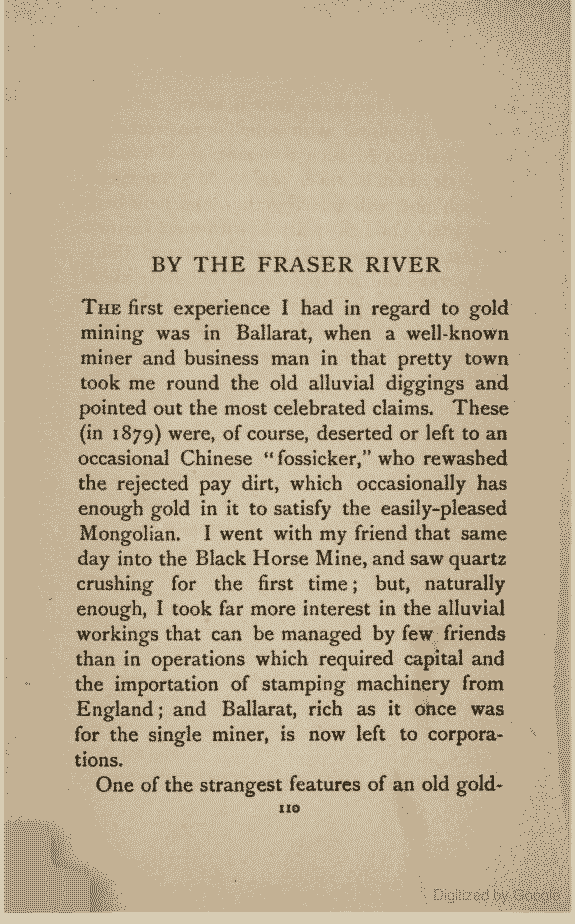 BY THE FRASER RIVER
THE first experience I had in regard to gold
mining was in Ballarat, when a well-known
miner and business man in that pretty town
took me round the old alluvial diggings and
pointed out the most celebrated claims. These
(in 1879) were, of course, deserted or left to an
occasional Chinese "fossicker," who rewashed
the rejected pay dirt, which occasionally has
enough gold in it to satisfy the easily-pleased
Mongolian. I went with my friend that same
day into the Black Horse Mine, and saw quartz
crushing for the first time; but, naturally
enough, I took far more interest in the alluvial
workings that can be managed by few friends
than in operations which required capital and
the importation of stamping machinery from
England; and Ballarat, rich as it once was
for the single miner, is now left to corpora-
tions.
One of the strangest features of an old gold-
110
Digitized by Google